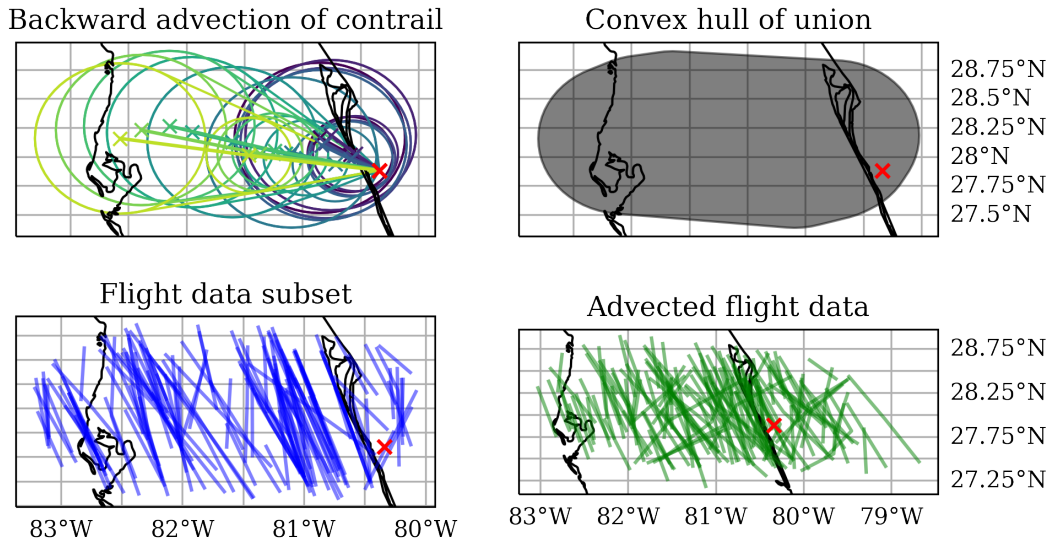 Backward advection of contrail
Convex hull of union
28.75°N
28.5°N
28.25°N
28°N
27.75°N
27.5°N
Flight data subset
Advected flight data
28.75°N
28.25°N
27.75°N
27.25°N
83°W 82°W 81°W 80°W
83°W 82°W 81°W 80°W 79°W